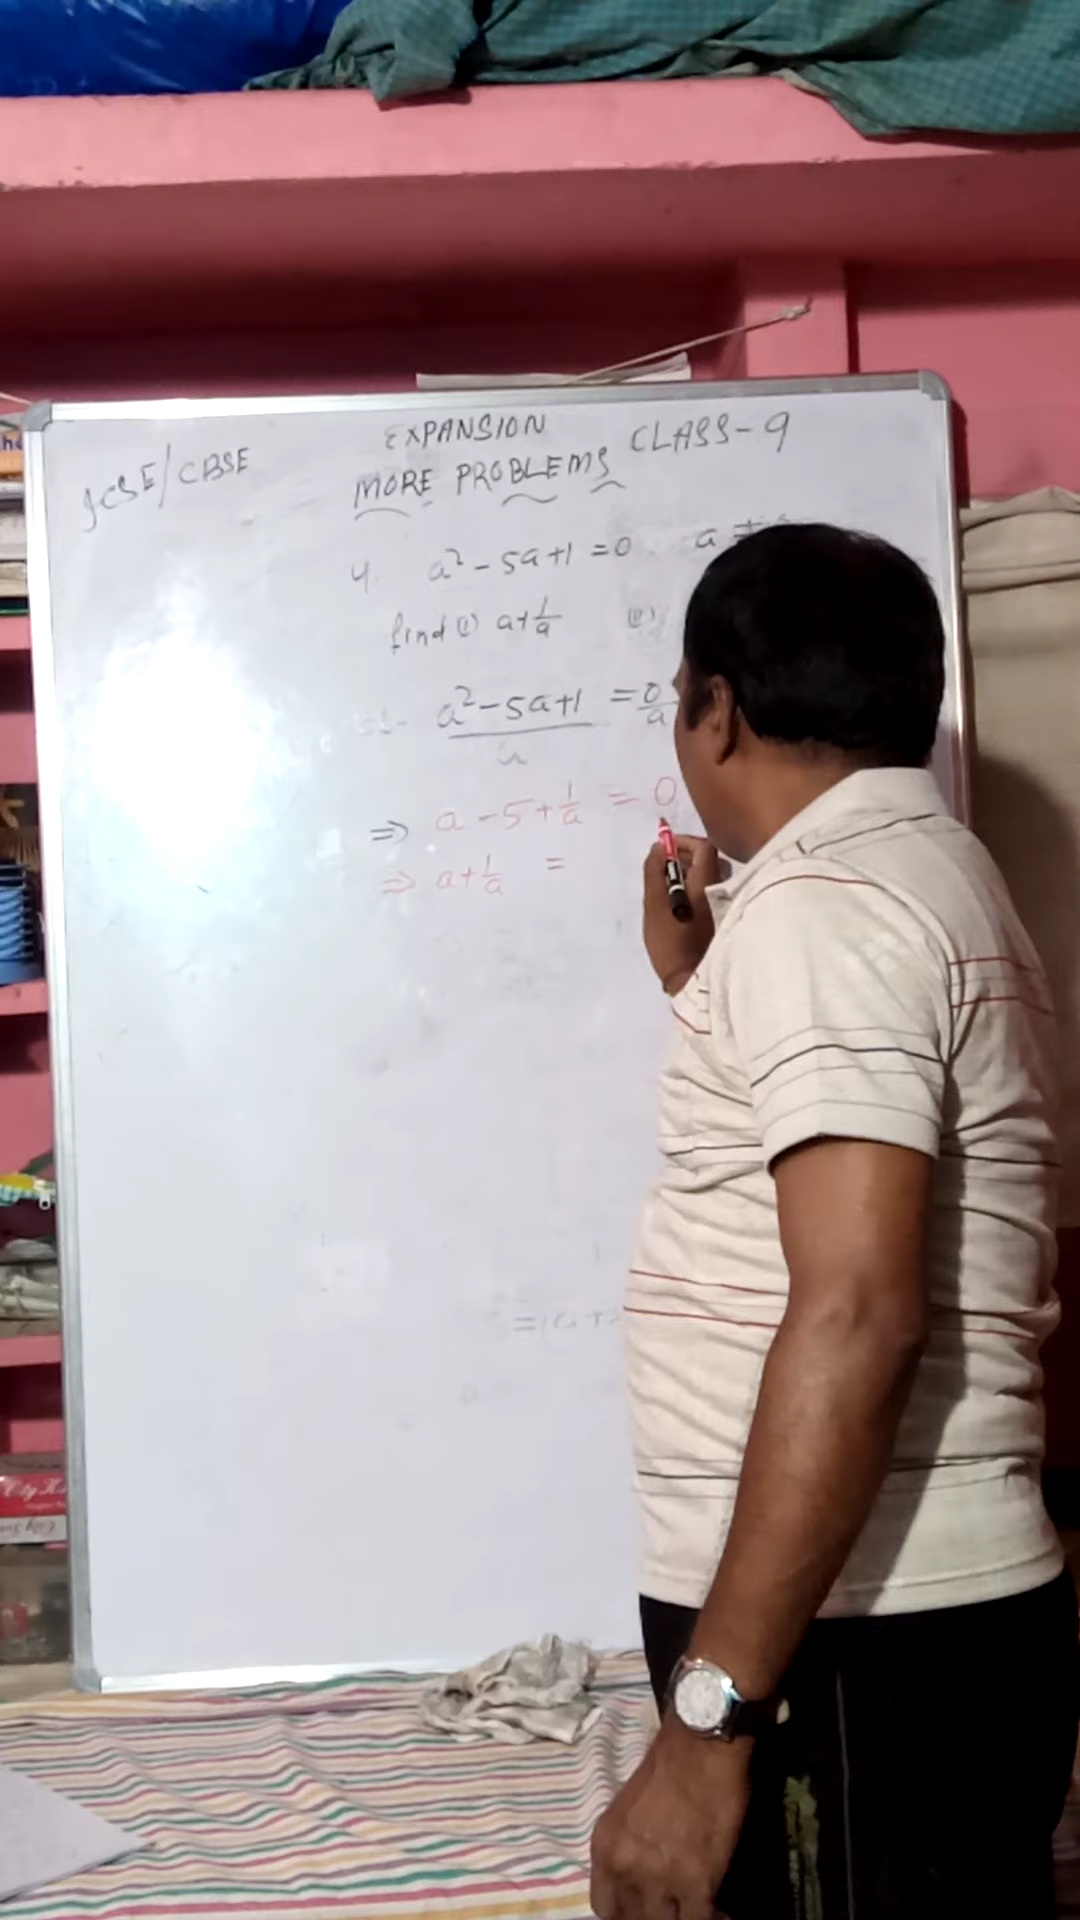 ICSE/CBSE
EXPANSION
MORE PROBLEMS CLASS-9
4. a² - 5a + 1 = 0 a ≠
find (i) a + 1/a (ii)
a² - 5a + 1 / a = 0/a
⇒ a - 5 + 1/a = 0
⇒ a + 1/a =